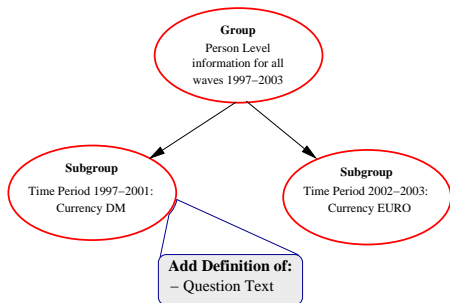 Group
Person Level
information for all
waves 1997−2003
Subgroup
Time Period 1997−2001:
Currency DM
Subgroup
Time Period 2002−2003:
Currency EURO
Add Definition of:
− Question Text